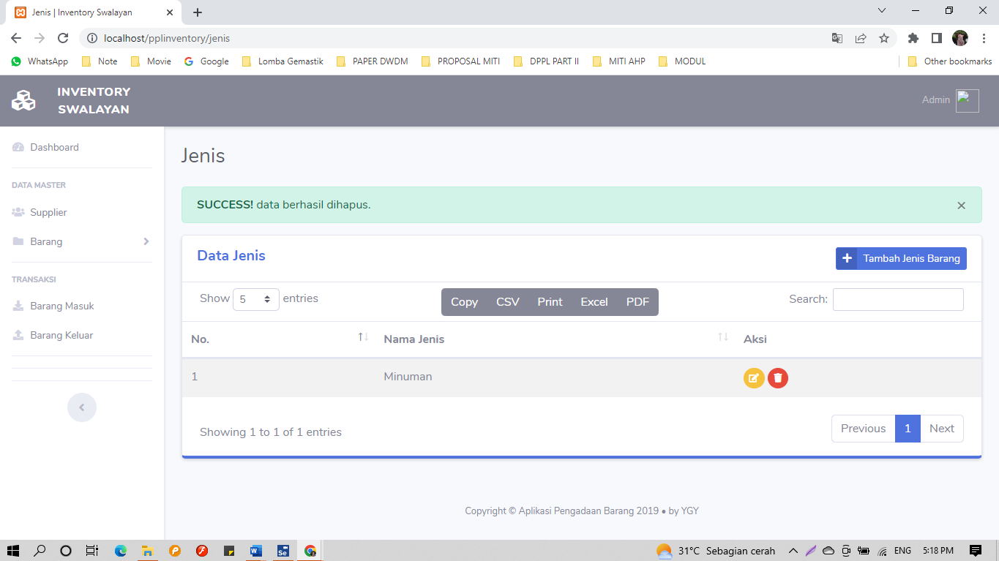 Jenis | Inventory Swalayan
localhost/pplinventory/jenis
WhatsApp Note Movie Google Lomba Gemastik PAPER DWDM PROPOSAL MITI DPPL PART II MITI AHP MODUL Other bookmarks
INVENTORY
SWALAYAN
Admin
Dashboard
DATA MASTER
Supplier
Barang
TRANSAKSI
Barang Masuk
Barang Keluar
Jenis
SUCCESS! data berhasil dihapus.
Data Jenis
Tambah Jenis Barang
Show 5 entries
Copy CSV Print Excel PDF
Search:
No. Nama Jenis Aksi
1 Minuman
Showing 1 to 1 of 1 entries
Previous 1 Next
Copyright © Aplikasi Pengadaan Barang 2019 • by YGY
31°C Sebagian cerah ENG 5:18 PM